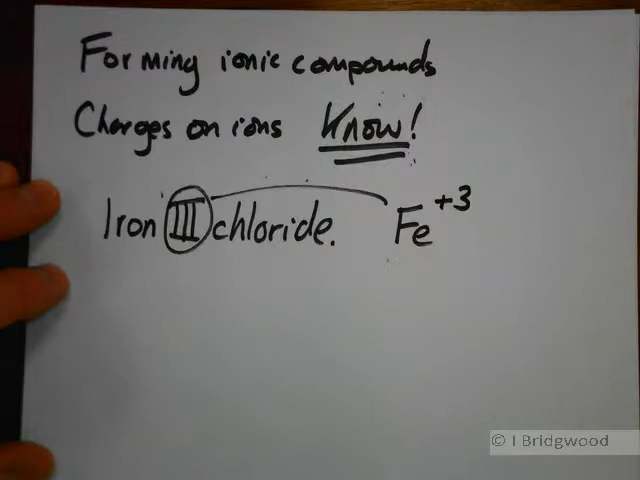 Forming ionic compounds
Charges on ions Know!
Iron III chloride. Fe+3
© I Bridgwood